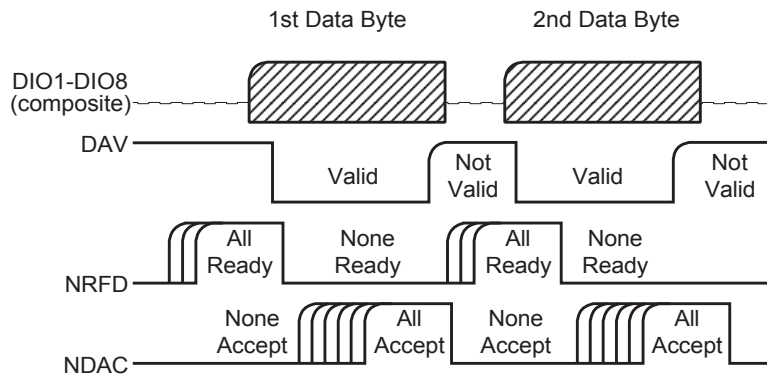 1st Data Byte 2nd Data Byte
DIO1-DIO8
(composite)
DAV
Valid
Not
Valid
Valid
Not
Valid
NRFD
All
Ready
None
Ready
All
Ready
None
Ready
NDAC
None
Accept
All
Accept
None
Accept
All
Accept